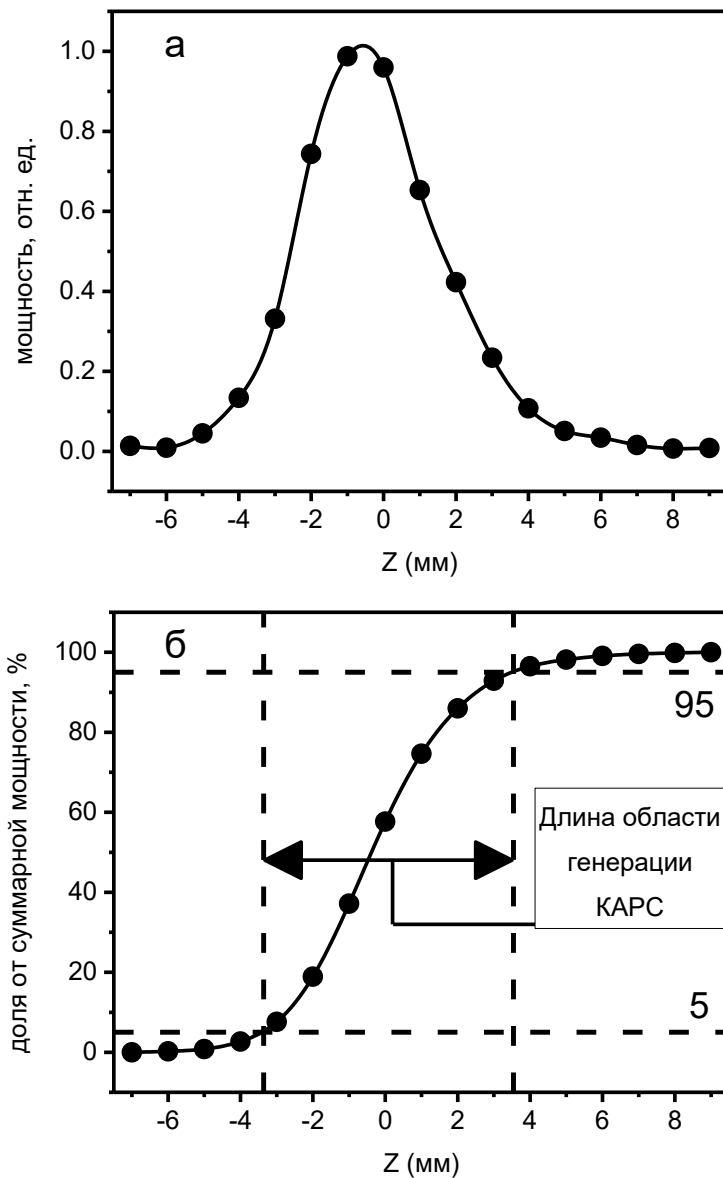 а
мощность, отн. ед.
1.0
0.8
0.6
0.4
0.2
0.0
-6 -4 -2 0 2 4 6 8
Z (мм)
б
доля от суммарной мощности, %
100
80
60
40
20
0
95
Длина области
генерации
КАРС
5
-6 -4 -2 0 2 4 6 8
Z (мм)